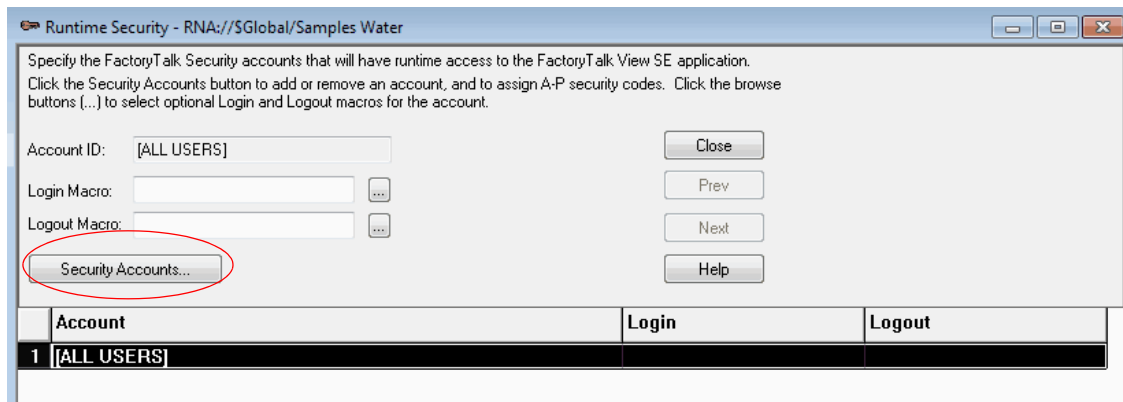 Runtime Security - RNA://$Global/Samples Water
Specify the FactoryTalk Security accounts that will have runtime access to the FactoryTalk View SE application.
Click the Security Accounts button to add or remove an account, and to assign A-P security codes.  Click the browse
buttons (...) to select optional Login and Logout macros for the account.
Account ID: [ALL USERS]
Close
Login Macro: ...
Prev
Logout Macro: ...
Next
Security Accounts...
Help
Account Login Logout
1 [ALL USERS]